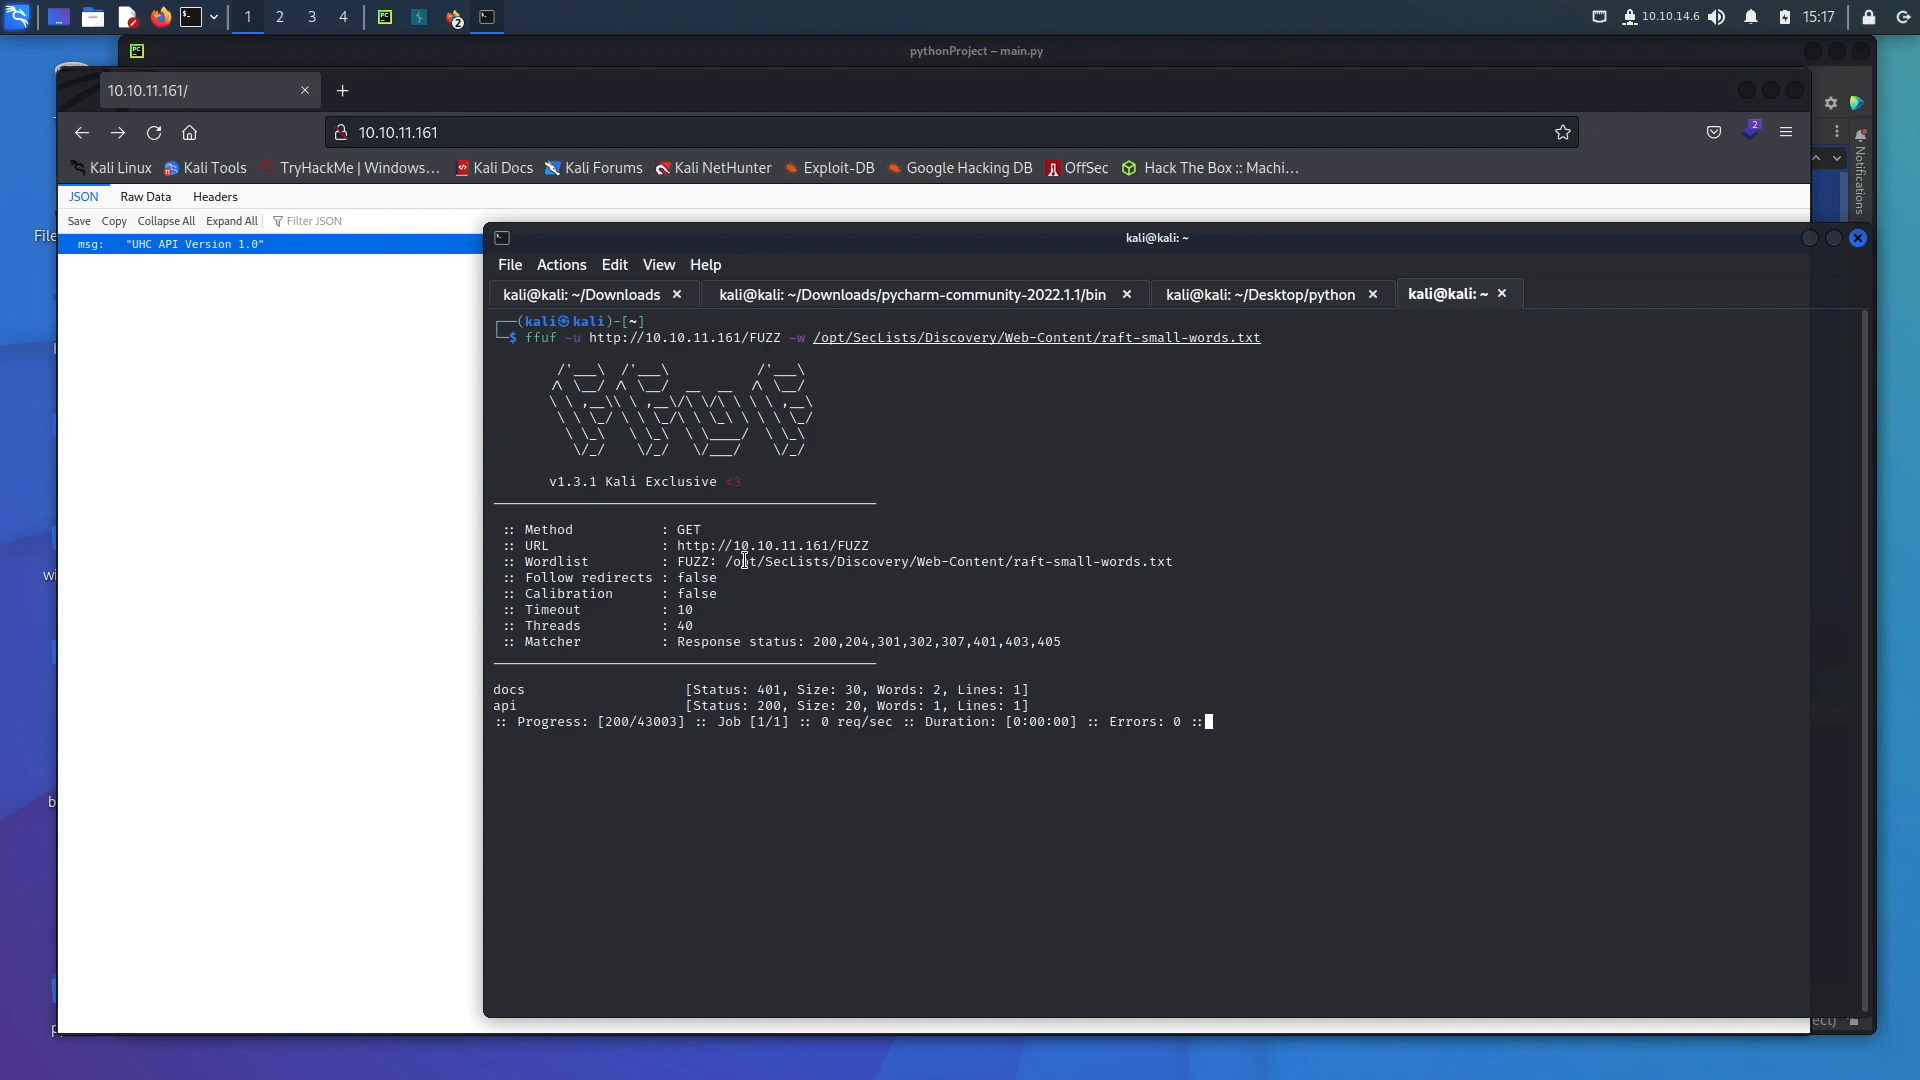 1 2 3 4 2 10.10.14.6 15:17
pythonProject – main.py
10.10.11.161/
10.10.11.161
2
Kali Linux Kali Tools TryHackMe | Windows… Kali Docs Kali Forums Kali NetHunter Exploit-DB Google Hacking DB OffSec Hack The Box :: Machi…
Notifications
JSON Raw Data Headers
Save Copy Collapse All Expand All Filter JSON
msg: "UHC API Version 1.0"
File
kali@kali: ~
File Actions Edit View Help
kali@kali: ~/Downloads kali@kali: ~/Downloads/pycharm-community-2022.1.1/bin kali@kali: ~/Desktop/python kali@kali: ~
┌──(kali㉿kali)-[~]
└─$ ffuf -u http://10.10.11.161/FUZZ -w /opt/SecLists/Discovery/Web-Content/raft-small-words.txt
v1.3.1 Kali Exclusive <3
:: Method : GET
:: URL : http://10.10.11.161/FUZZ
:: Wordlist : FUZZ: /opt/SecLists/Discovery/Web-Content/raft-small-words.txt
:: Follow redirects : false
:: Calibration : false
:: Timeout : 10
:: Threads : 40
:: Matcher : Response status: 200,204,301,302,307,401,403,405
docs [Status: 401, Size: 30, Words: 2, Lines: 1]
api [Status: 200, Size: 20, Words: 1, Lines: 1]
:: Progress: [200/43003] :: Job [1/1] :: 0 req/sec :: Duration: [0:00:00] :: Errors: 0 ::